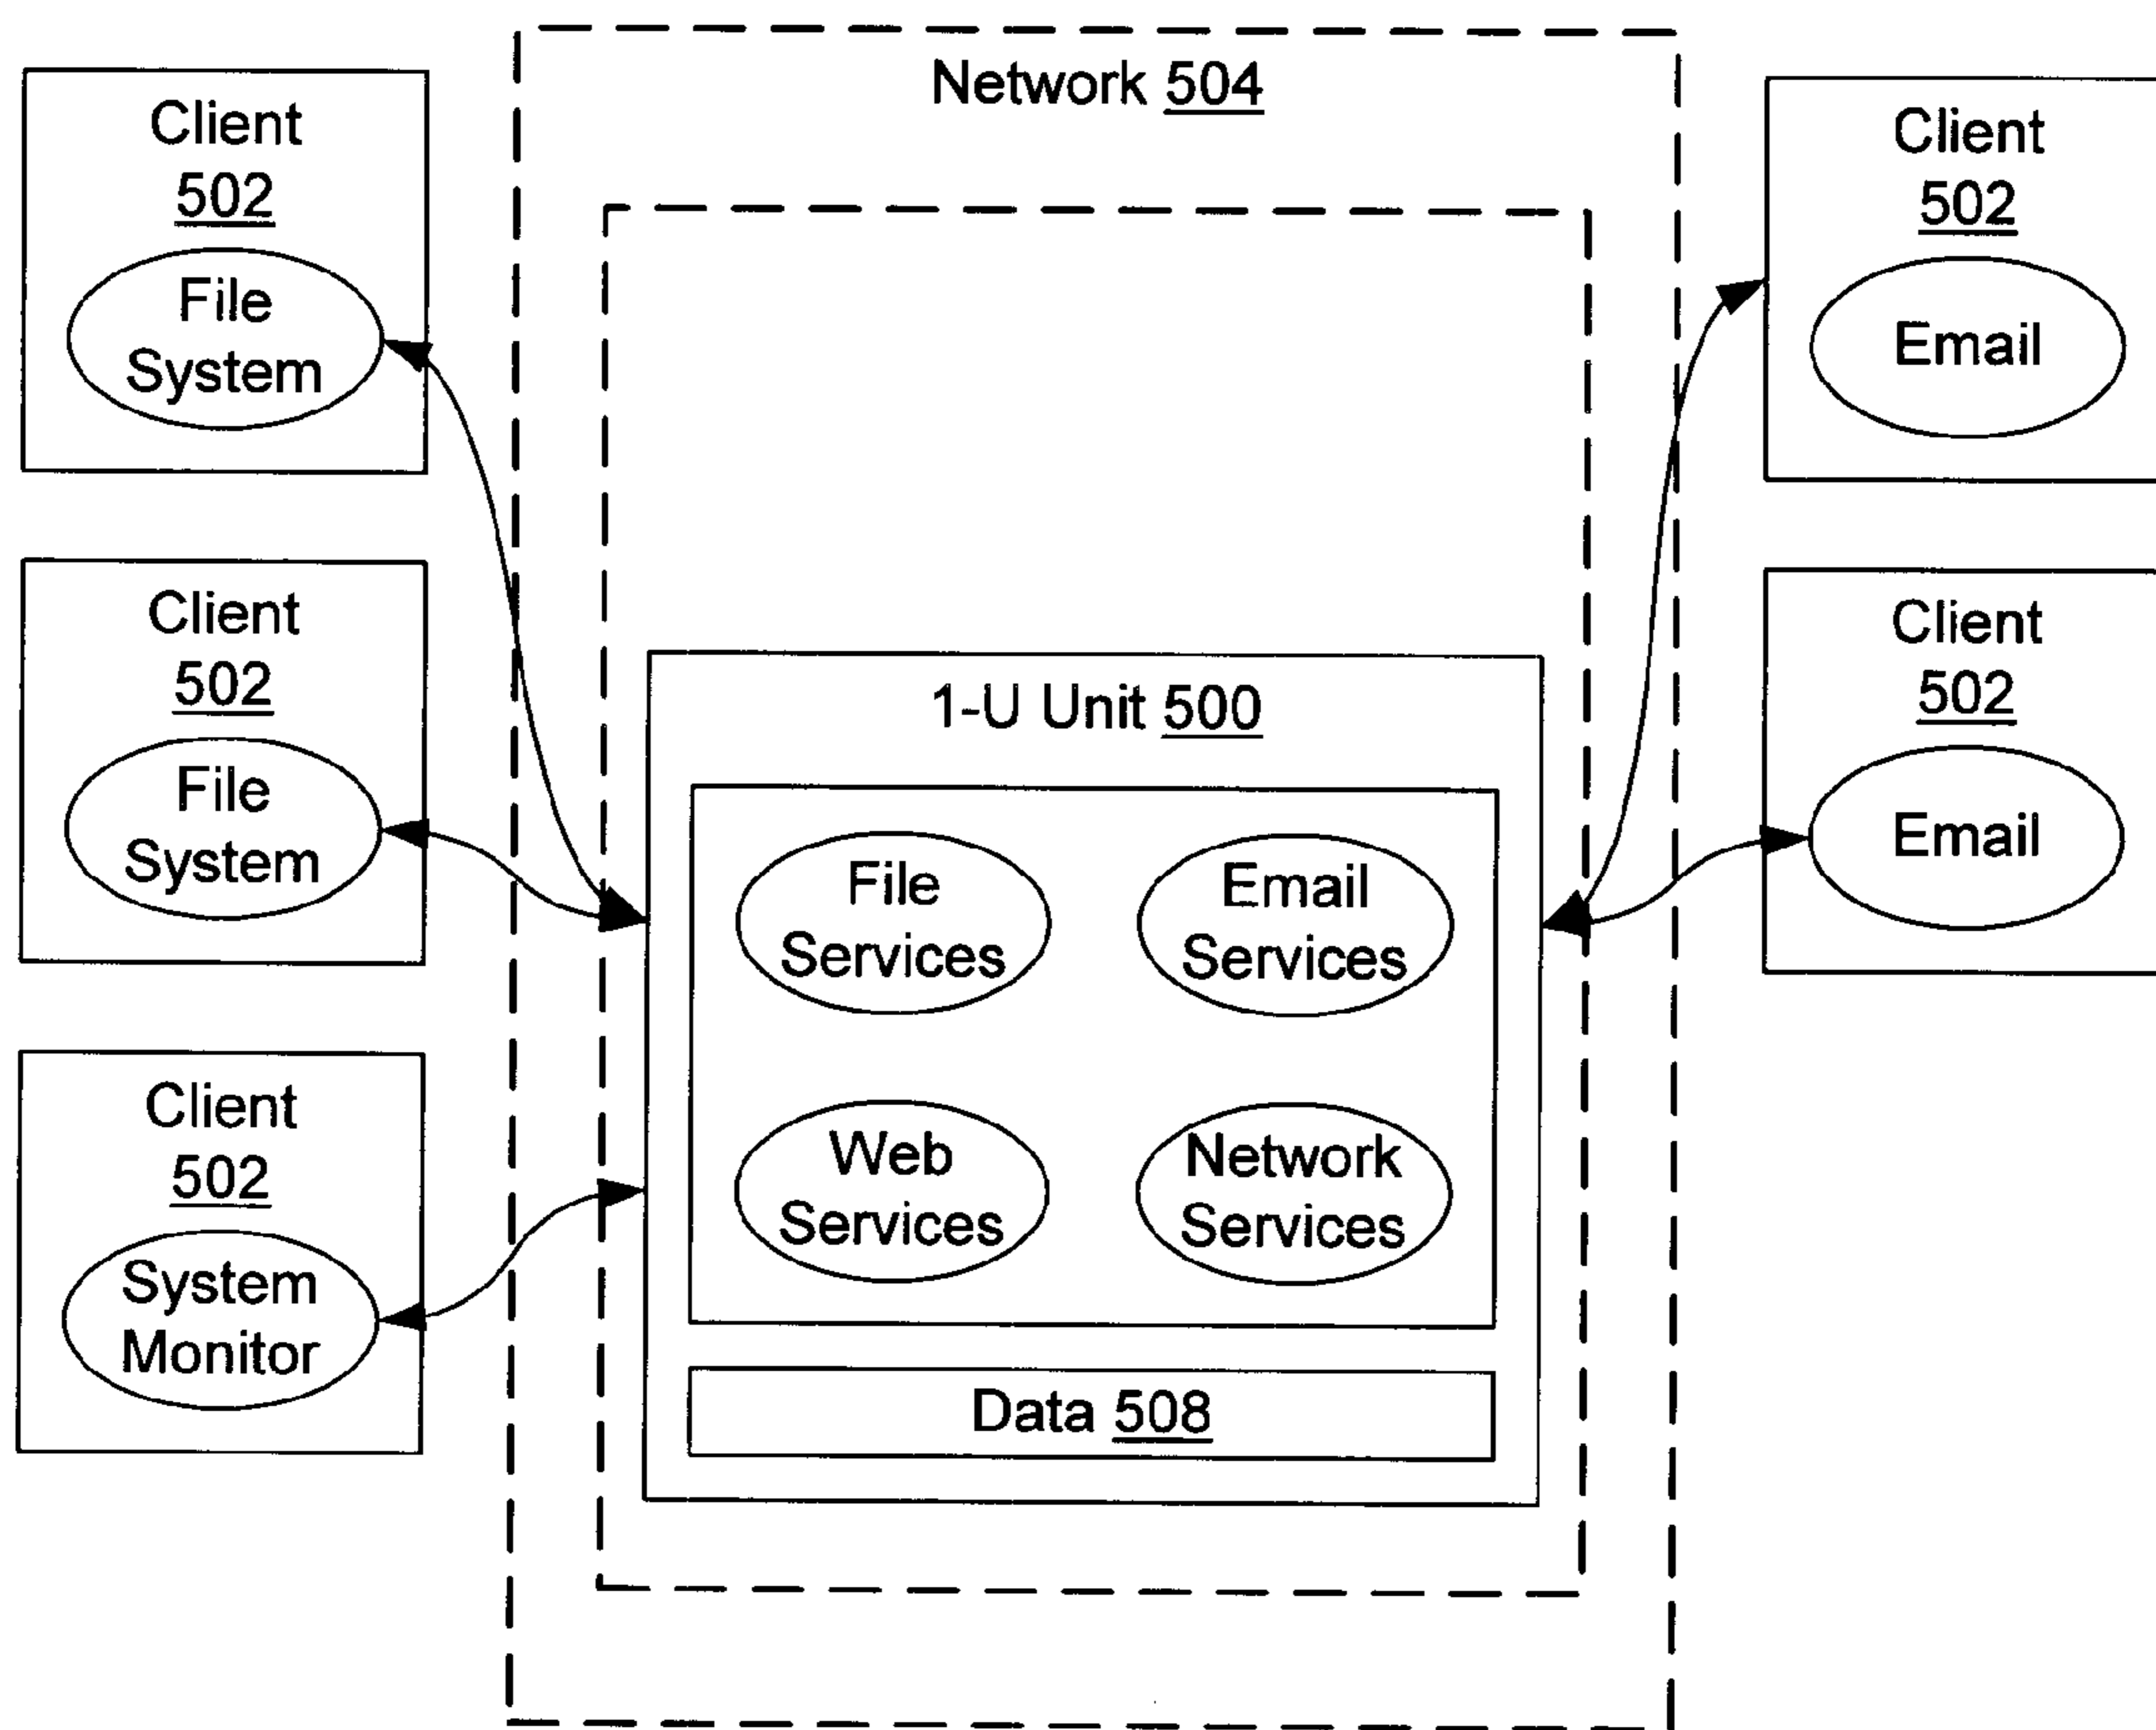 Network 504
Client
502
File
System
Client
502
File
System
Client
502
System
Monitor
1-U Unit 500
File
Services
Email
Services
Web
Services
Network
Services
Data 508
Client
502
Email
Client
502
Email